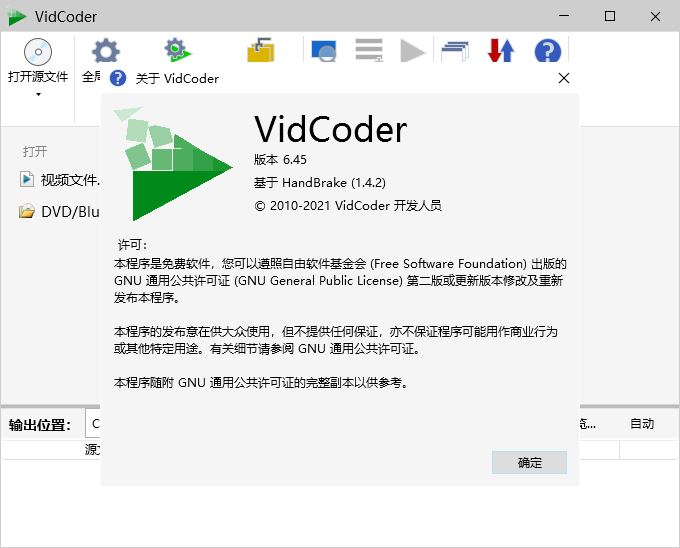 VidCoder
打开源文件
全局
关于 VidCoder
打开
视频文件..
DVD/Blu
VidCoder
版本 6.45
基于 HandBrake (1.4.2)
© 2010-2021 VidCoder 开发人员
许可：
本程序是免费软件，您可以遵照自由软件基金会 (Free Software Foundation) 出版的
GNU 通用公共许可证 (GNU General Public License) 第二版或更新版本修改及重新
发布本程序。
本程序的发布意在供大众使用，但不提供任何保证，亦不保证程序可能用作商业行为
或其他特定用途。有关细节请参阅 GNU 通用公共许可证。
本程序随附 GNU 通用公共许可证的完整副本以供参考。
输出位置：
C
览...
自动
源文
确定